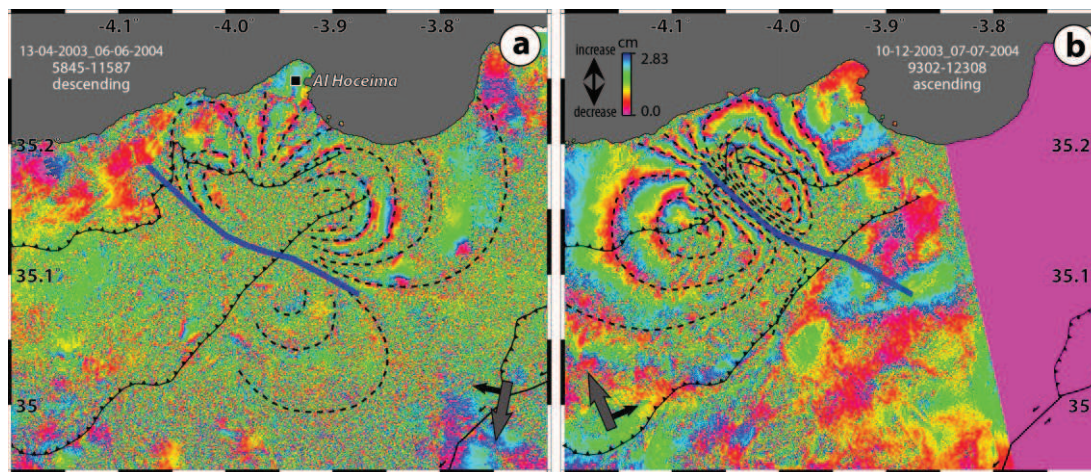 -4.1° -4.0° -3.9° -3.8°
-4.1° -4.0° -3.9° -3.8°
a
b
13-04-2003_06-06-2004
5845-11587
descending
Al Hoceima
increase
decrease
cm
2.83
0.0
10-12-2003_07-07-2004
9302-12308
ascending
35.2°
35.1°
35°
35.2°
35.1°
35°